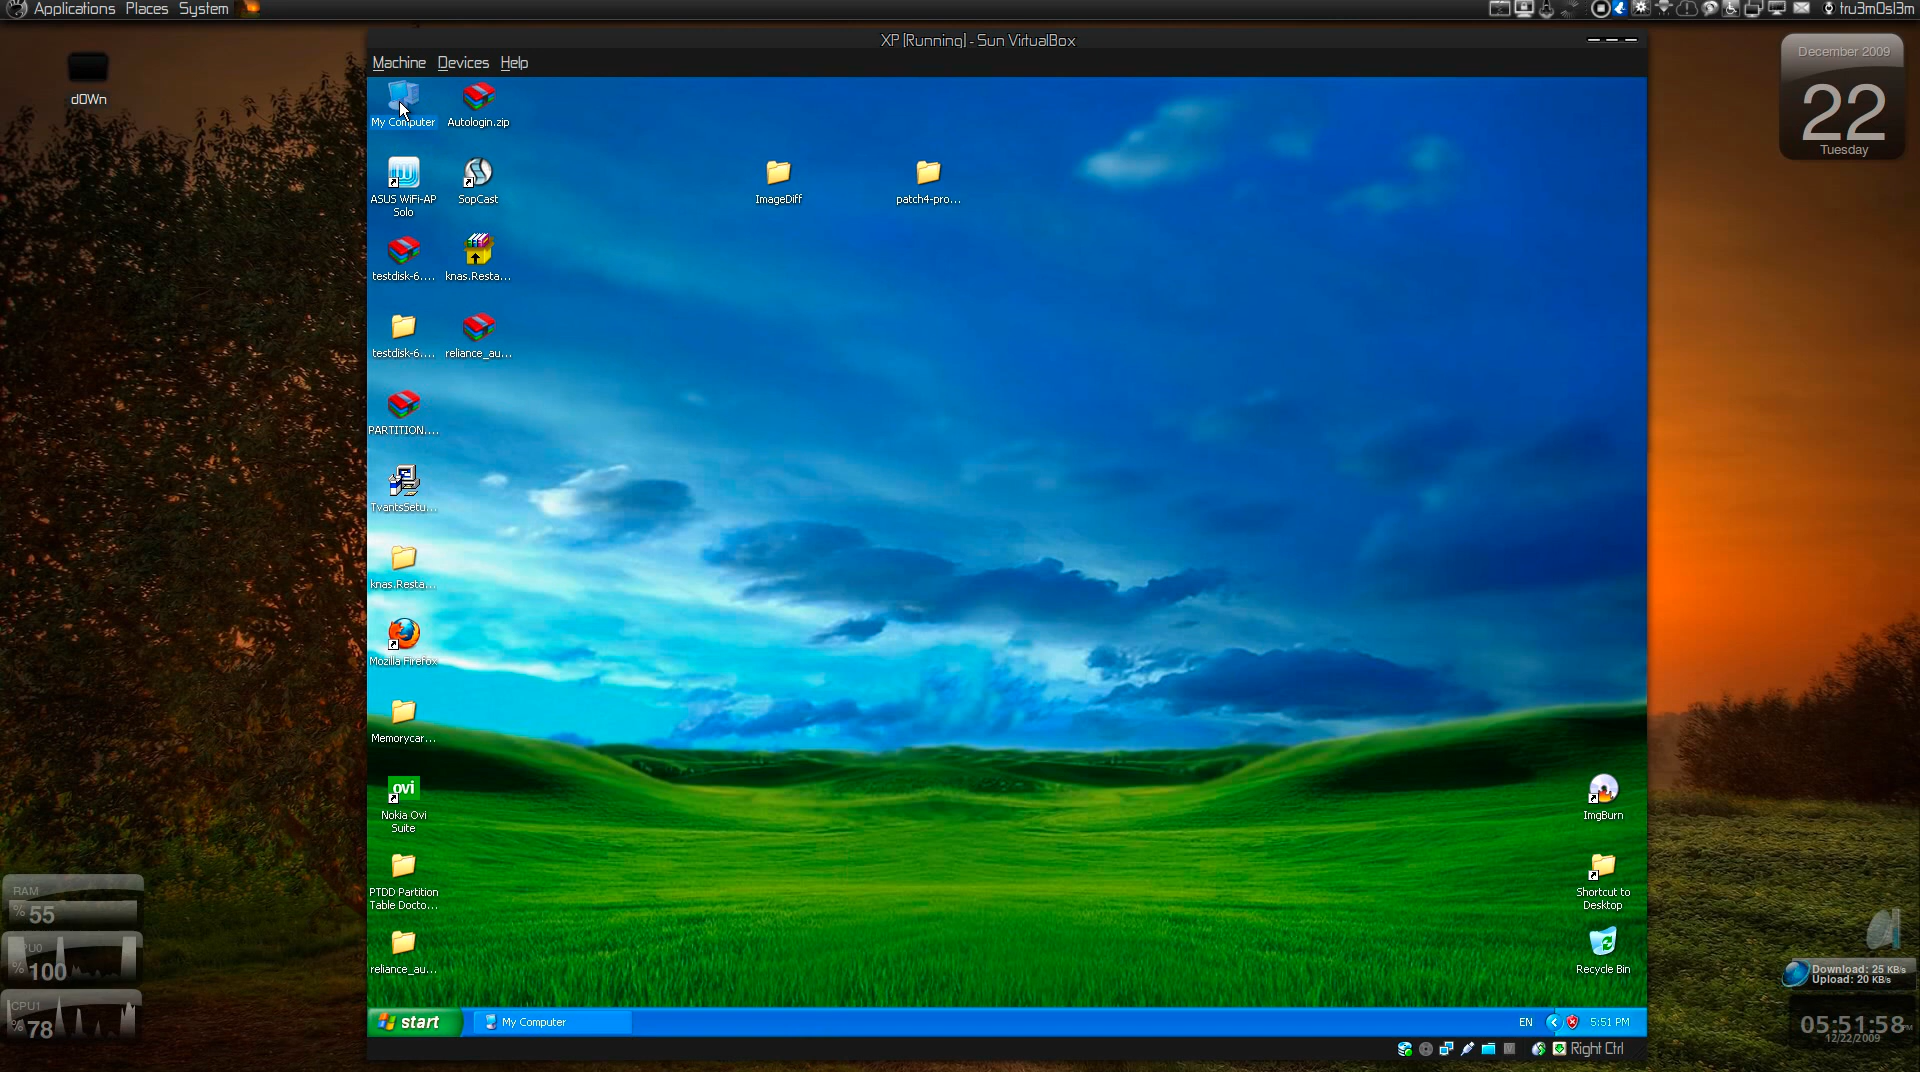 Applications Places System
tru3m0sl3m
d0Wn
XP [Running] - Sun VirtualBox
Machine Devices Help
December 2009
22
Tuesday
My Computer
Autologin.zip
ASUS WiFi-AP
Solo
SopCast
ImageDiff
patch4-pro...
testdisk-6....
knas.Resta...
testdisk-6....
reliance_au...
PARTITION....
TvantsSetu...
knas.Resta...
Mozilla Firefox
Memorycar...
ovi
Nokia Ovi
Suite
ImgBurn
PTDD Partition
Table Docto...
Shortcut to
Desktop
reliance_au...
Recycle Bin
RAM
% 55
% 100
CPU1
% 78
Download: 25 KB/s
Upload: 20 KB/s
05:51:58 PM
12/22/2009
start
My Computer
EN
5:51 PM
Right Ctrl